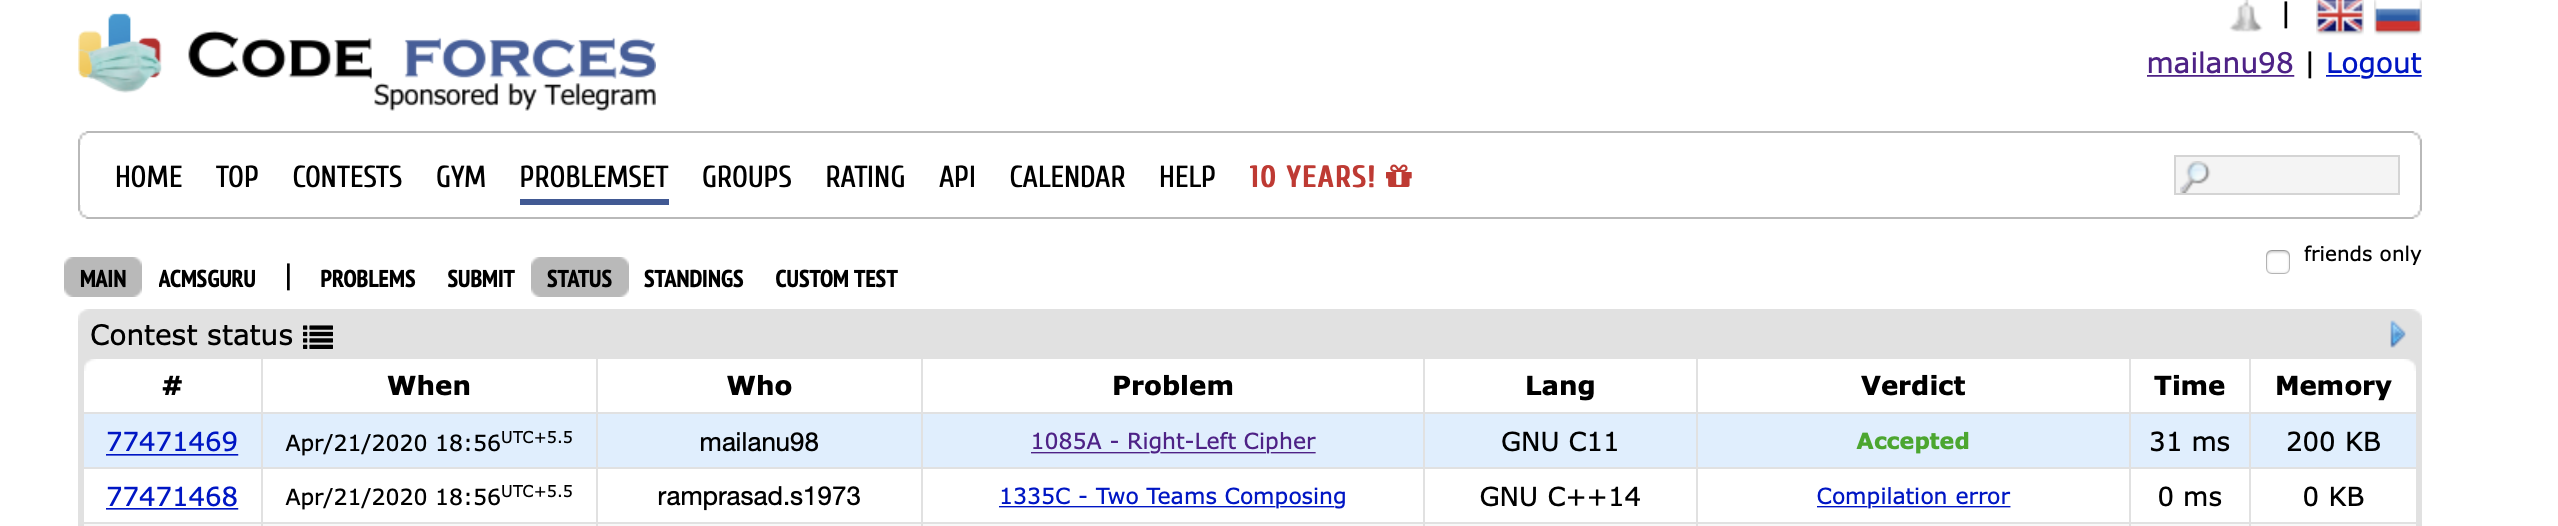 CODE FORCES
Sponsored by Telegram
|
mailanu98 | Logout
HOME TOP CONTESTS GYM PROBLEMSET GROUPS RATING API CALENDAR HELP 10 YEARS!
MAIN ACMSGURU | PROBLEMS SUBMIT STATUS STANDINGS CUSTOM TEST
friends only
Contest status
# When Who Problem Lang Verdict Time Memory
77471469 Apr/21/2020 18:56UTC+5.5 mailanu98 1085A - Right-Left Cipher GNU C11 Accepted 31 ms 200 KB
77471468 Apr/21/2020 18:56UTC+5.5 ramprasad.s1973 1335C - Two Teams Composing GNU C++14 Compilation error 0 ms 0 KB